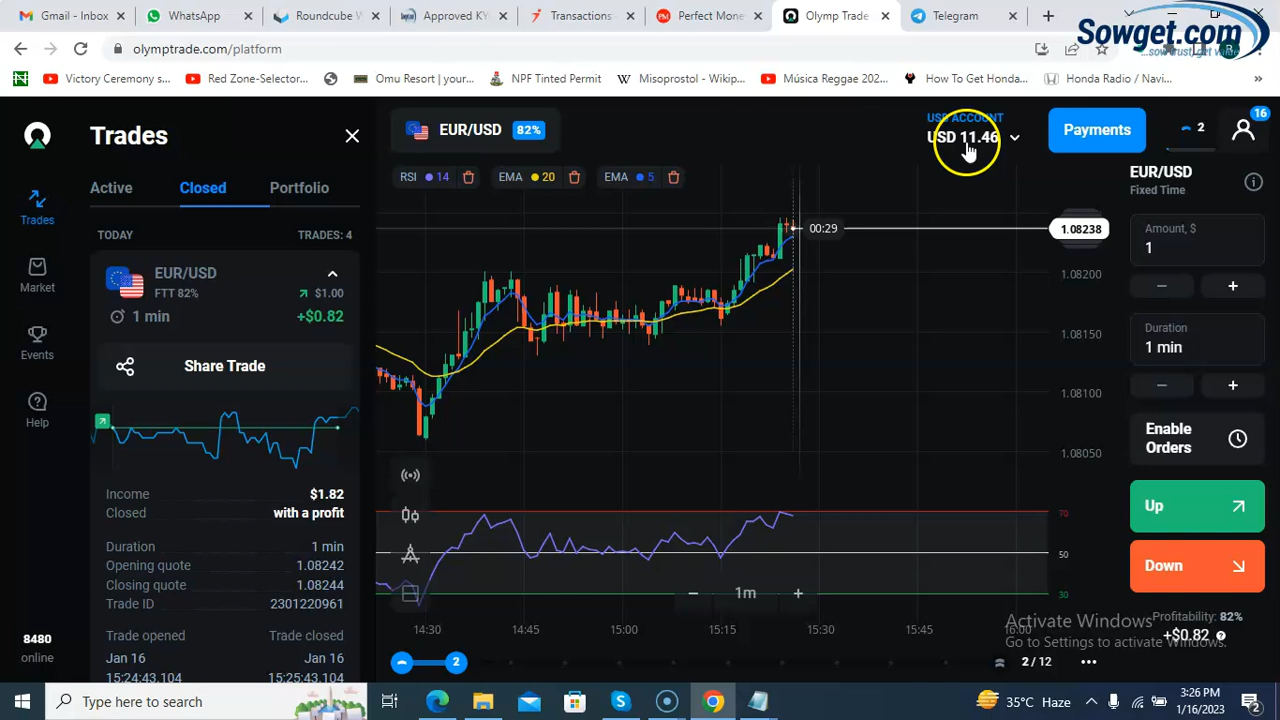 Gmail - Inbox
WhatsApp
Roundcube W
Approve
Transactions -
Perfect Mone
Olymp Trade
Telegram
Sowget.com
...sow trust, get value
olymptrade.com/platform
Victory Ceremony s...
Red Zone-Selector...
Omu Resort | your...
NPF Tinted Permit
Misoprostol - Wikip...
Música Reggae 202...
How To Get Honda...
Honda Radio / Navi...
Trades
EUR/USD
82%
USD ACCOUNT
USD 11.46
Payments
2
16
Trades
Market
Events
Help
8480
online
Active
Closed
Portfolio
TODAY
TRADES: 4
EUR/USD
FTT 82%
$1.00
1 min
+$0.82
Share Trade
Income
$1.82
Closed
with a profit
Duration
1 min
Opening quote
1.08242
Closing quote
1.08244
Trade ID
2301220961
Trade opened
Trade closed
Jan 16
Jan 16
15:24:43.104
15:25:43.104
RSI 14
EMA 20
EMA 5
00:29
1.08238
1.08200
1.08150
1.08100
1.08050
70
50
30
1m
14:30
14:45
15:00
15:15
15:30
15:45
16:00
2
2 / 12
EUR/USD
Fixed Time
Amount, $
1
Duration
1 min
Enable
Orders
Up
Down
Profitability: 82%
+$0.82
Activate Windows
Go to Settings to activate Windows.
Type here to search
35°C Haze
3:26 PM
1/16/2023
2